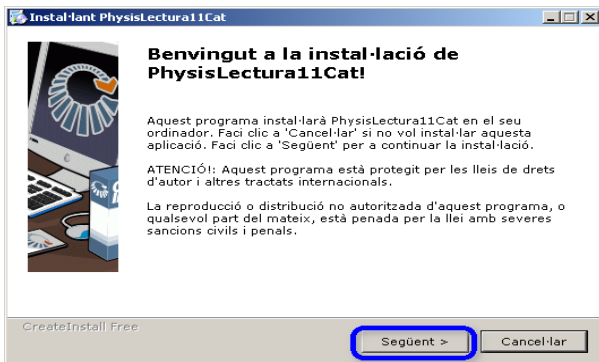 Instal·lant PhysisLectura11Cat
Benvingut a la instal·lació de
PhysisLectura11Cat!
Aquest programa instal·larà PhysisLectura11Cat en el seu
ordinador. Faci clic a 'Cancel·lar' si no vol instal·lar aquesta
aplicació. Faci clic a 'Següent' per a continuar la instal·lació.
ATENCIÓ!: Aquest programa està protegit per les lleis de drets
d'autor i altres tractats internacionals.
La reproducció o distribució no autoritzada d'aquest programa, o
qualsevol part del mateix, està penada per la llei amb severes
sancions civils i penals.
CreateInstall Free
Següent >
Cancel·lar